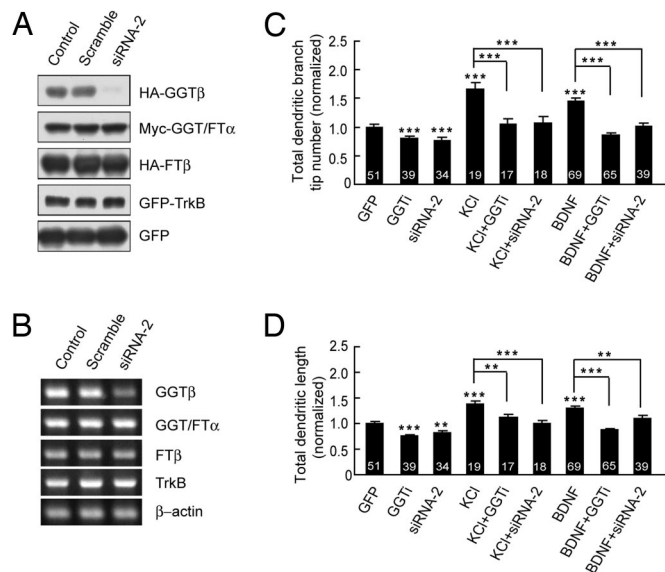 A
Control
Scramble
siRNA-2
HA-GGTβ
Myc-GGT/FTα
HA-FTβ
GFP-TrkB
GFP
B
Control
Scramble
siRNA-2
GGTβ
GGT/FTα
FTβ
TrkB
β–actin
C
Total dendritic branch
tip number (normalized)
2.5
2.0
1.5
1.0
0.5
0
***
***
***
***
***
***
***
***
51
39
34
19
17
18
69
65
39
GFP
GGTi
siRNA-2
KCl
KCl+GGTi
KCl+siRNA-2
BDNF
BDNF+GGTi
BDNF+siRNA-2
D
Total dendritic length
(normalized)
2.5
2.0
1.5
1.0
0.5
0
***
**
***
**
***
***
***
**
51
39
34
19
17
18
69
65
39
GFP
GGTi
siRNA-2
KCl
KCl+GGTi
KCl+siRNA-2
BDNF
BDNF+GGTi
BDNF+siRNA-2